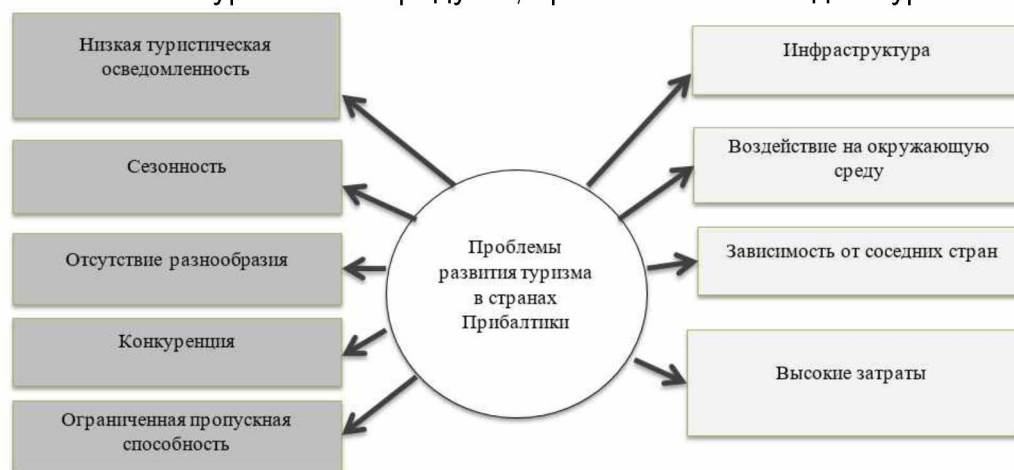 Низкая туристическая
осведомленность
Сезонность
Отсутствие разнообразия
Конкуренция
Ограниченная пропускная
способность
Проблемы
развития туризма
в странах
Прибалтики
Инфраструктура
Воздействие на окружающую
среду
Зависимость от соседних стран
Высокие затраты